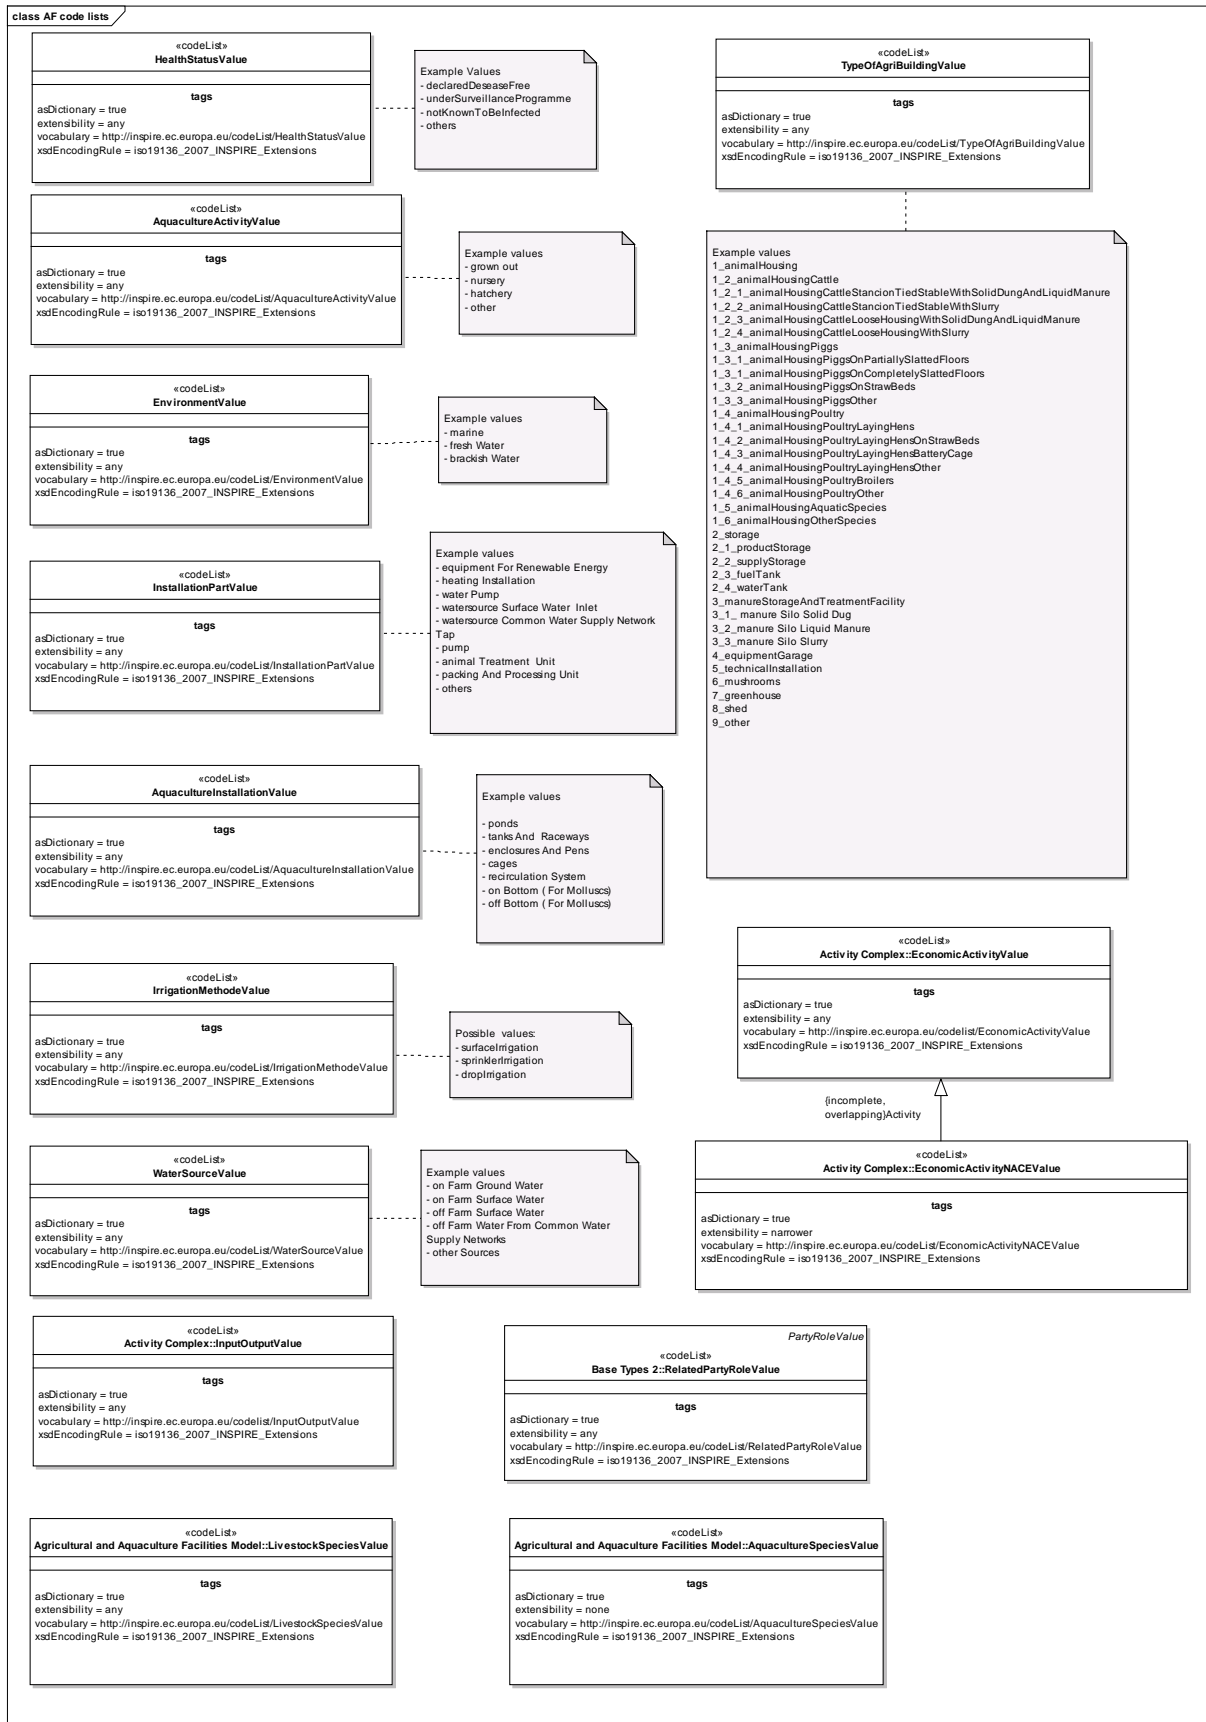 class AF code lists
«codeList»
HealthStatusValue
tags
asDictionary = true
extensibility = any
vocabulary = http://inspire.ec.europa.eu/codeList/HealthStatusValue
xsdEncodingRule = iso19136_2007_INSPIRE_Extensions
Example Values
- declaredDeseaseFree
- underSurveillanceProgramme
- notKnownToBeInfected
- others
«codeList»
TypeOfAgriBuildingValue
tags
asDictionary = true
extensibility = any
vocabulary = http://inspire.ec.europa.eu/codeList/TypeOfAgriBuildingValue
xsdEncodingRule = iso19136_2007_INSPIRE_Extensions
«codeList»
AquacultureActivityValue
tags
asDictionary = true
extensibility = any
vocabulary = http://inspire.ec.europa.eu/codeList/AquacultureActivityValue
xsdEncodingRule = iso19136_2007_INSPIRE_Extensions
Example values
- grown out
- nursery
- hatchery
- other
Example values
1_animalHousing
1_2_animalHousingCattle
1_2_1_animalHousingCattleStancionTiedStableWithSolidDungAndLiquidManure
1_2_2_animalHousingCattleStancionTiedStableWithSlurry
1_2_3_animalHousingCattleLooseHousingWithSolidDungAndLiquidManure
1_2_4_animalHousingCattleLooseHousingWithSlurry
1_3_animalHousingPiggs
1_3_1_animalHousingPiggsOnPartiallySlattedFloors
1_3_1_animalHousingPiggsOnCompletelySlattedFloors
1_3_2_animalHousingPiggsOnStrawBeds
1_3_3_animalHousingPiggsOther
1_4_animalHousingPoultry
1_4_1_animalHousingPoultryLayingHens
1_4_2_animalHousingPoultryLayingHensOnStrawBeds
1_4_3_animalHousingPoultryLayingHensBatteryCage
1_4_4_animalHousingPoultryLayingHensOther
1_4_5_animalHousingPoultryBroilers
1_4_6_animalHousingPoultryOther
1_5_animalHousingAquaticSpecies
1_6_animalHousingOtherSpecies
2_storage
2_1_productStorage
2_2_supplyStorage
2_3_fuelTank
2_4_waterTank
3_manureStorageAndTreatmentFacility
3_1_ manure Silo Solid Dug
3_2_manure Silo Liquid Manure
3_3_manure Silo Slurry
4_equipmentGarage
5_technicalInstallation
6_mushrooms
7_greenhouse
8_shed
9_other
«codeList»
EnvironmentValue
tags
asDictionary = true
extensibility = any
vocabulary = http://inspire.ec.europa.eu/codeList/EnvironmentValue
xsdEncodingRule = iso19136_2007_INSPIRE_Extensions
Example values
- marine
- fresh Water
- brackish Water
«codeList»
InstallationPartValue
tags
asDictionary = true
extensibility = any
vocabulary = http://inspire.ec.europa.eu/codeList/InstallationPartValue
xsdEncodingRule = iso19136_2007_INSPIRE_Extensions
Example values
- equipment For Renewable Energy
- heating Installation
- water Pump
- watersource Surface Water Inlet
- watersource Common Water Supply Network
Tap
- pump
- animal Treatment Unit
- packing And Processing Unit
- others
«codeList»
AquacultureInstallationValue
tags
asDictionary = true
extensibility = any
vocabulary = http://inspire.ec.europa.eu/codeList/AquacultureInstallationValue
xsdEncodingRule = iso19136_2007_INSPIRE_Extensions
Example values
- ponds
- tanks And Raceways
- enclosures And Pens
- cages
- recirculation System
- on Bottom ( For Molluscs)
- off Bottom ( For Molluscs)
«codeList»
Activity Complex::EconomicActivityValue
tags
asDictionary = true
extensibility = any
vocabulary = http://inspire.ec.europa.eu/codelist/EconomicActivityValue
xsdEncodingRule = iso19136_2007_INSPIRE_Extensions
«codeList»
IrrigationMethodeValue
tags
asDictionary = true
extensibility = any
vocabulary = http://inspire.ec.europa.eu/codeList/IrrigationMethodeValue
xsdEncodingRule = iso19136_2007_INSPIRE_Extensions
Possible values:
- surfaceIrrigation
- sprinklerIrrigation
- dropIrrigation
{incomplete,
overlapping}Activity
«codeList»
Activity Complex::EconomicActivityNACEValue
tags
asDictionary = true
extensibility = narrower
vocabulary = http://inspire.ec.europa.eu/codeList/EconomicActivityNACEValue
xsdEncodingRule = iso19136_2007_INSPIRE_Extensions
«codeList»
WaterSourceValue
tags
asDictionary = true
extensibility = any
vocabulary = http://inspire.ec.europa.eu/codeList/WaterSourceValue
xsdEncodingRule = iso19136_2007_INSPIRE_Extensions
Example values
- on Farm Ground Water
- on Farm Surface Water
- off Farm Surface Water
- off Farm Water From Common Water
Supply Networks
- other Sources
«codeList»
Activity Complex::InputOutputValue
tags
asDictionary = true
extensibility = any
vocabulary = http://inspire.ec.europa.eu/codelist/InputOutputValue
xsdEncodingRule = iso19136_2007_INSPIRE_Extensions
PartyRoleValue
«codeList»
Base Types 2::RelatedPartyRoleValue
tags
asDictionary = true
extensibility = any
vocabulary = http://inspire.ec.europa.eu/codeList/RelatedPartyRoleValue
xsdEncodingRule = iso19136_2007_INSPIRE_Extensions
«codeList»
Agricultural and Aquaculture Facilities Model::LivestockSpeciesValue
tags
asDictionary = true
extensibility = any
vocabulary = http://inspire.ec.europa.eu/codeList/LivestockSpeciesValue
xsdEncodingRule = iso19136_2007_INSPIRE_Extensions
«codeList»
Agricultural and Aquaculture Facilities Model::AquacultureSpeciesValue
tags
asDictionary = true
extensibility = none
vocabulary = http://inspire.ec.europa.eu/codeList/AquacultureSpeciesValue
xsdEncodingRule = iso19136_2007_INSPIRE_Extensions